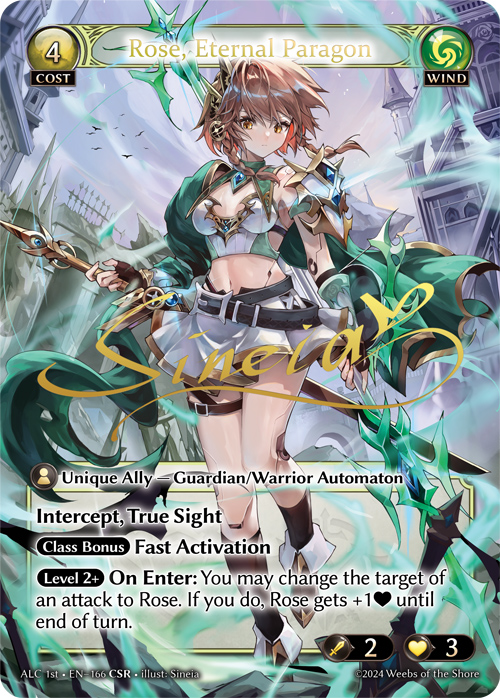 4
COST
Rose, Eternal Paragon
WIND
Sineia
Unique Ally — Guardian/Warrior Automaton
Intercept, True Sight
Class Bonus Fast Activation
Level 2+ On Enter: You may change the target of
an attack to Rose. If you do, Rose gets +1♥ until
end of turn.
2
3
ALC 1st • EN-166 CSR • illust: Sineia
©2024 Weebs of the Shore